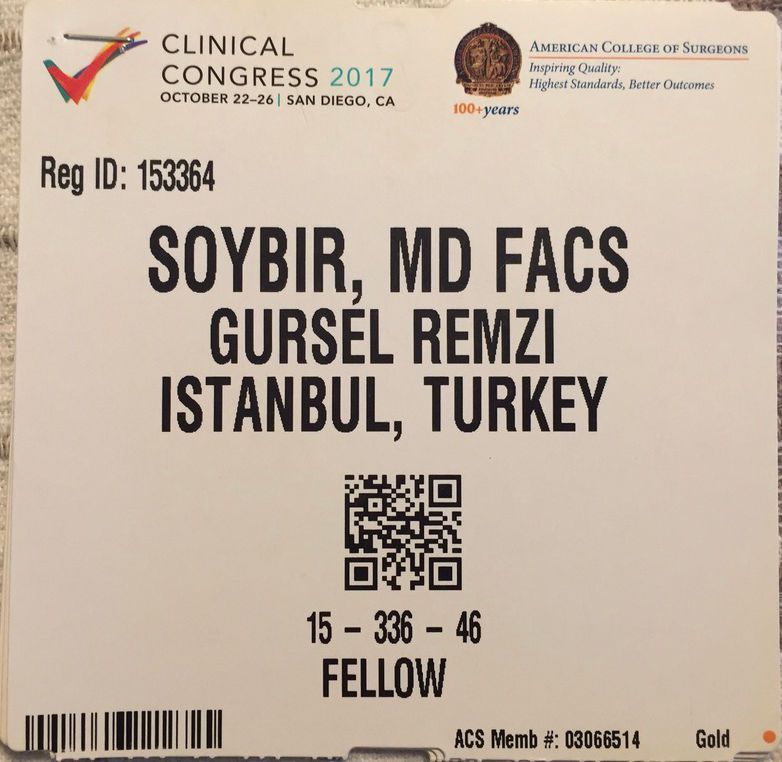 CLINICAL
CONGRESS 2017
OCTOBER 22–26 | SAN DIEGO, CA
AMERICAN COLLEGE OF SURGEONS
Inspiring Quality:
Highest Standards, Better Outcomes
100+years
Reg ID: 153364
SOYBIR, MD FACS
GURSEL REMZI
ISTANBUL, TURKEY
15 – 336 – 46
FELLOW
ACS Memb #: 03066514 Gold